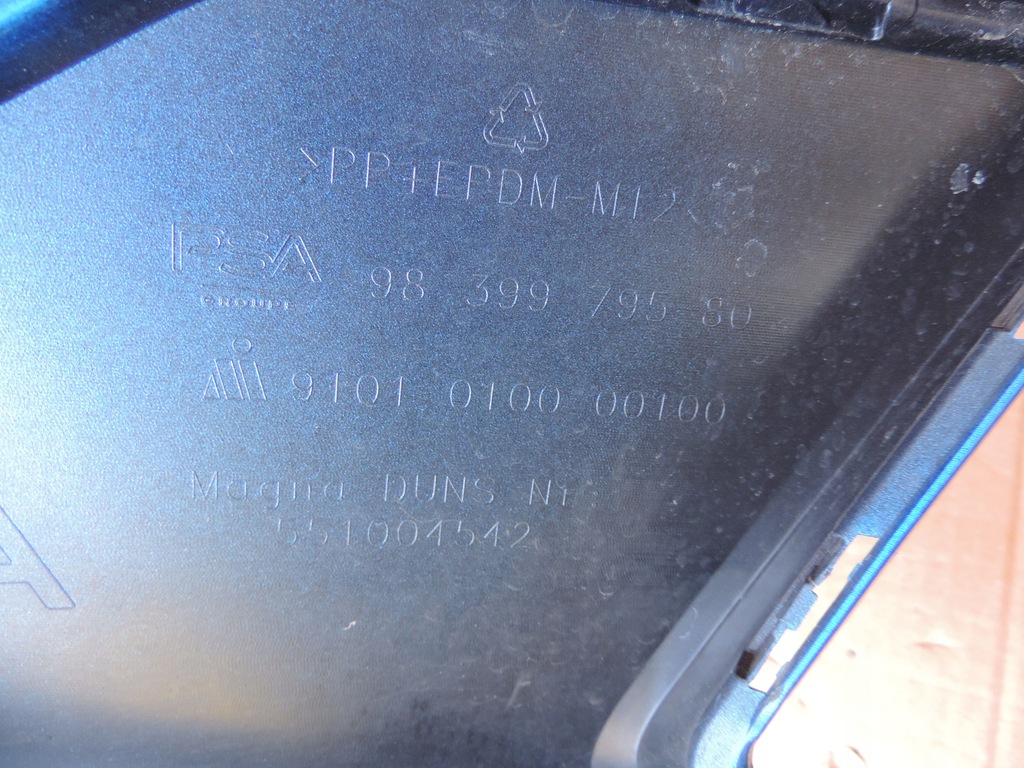 >PP+EPDM-M12<
PSA 98 399 795 80
GROUPE
9101 0100 00100
Magna DUNS Nr.:
551004542
A